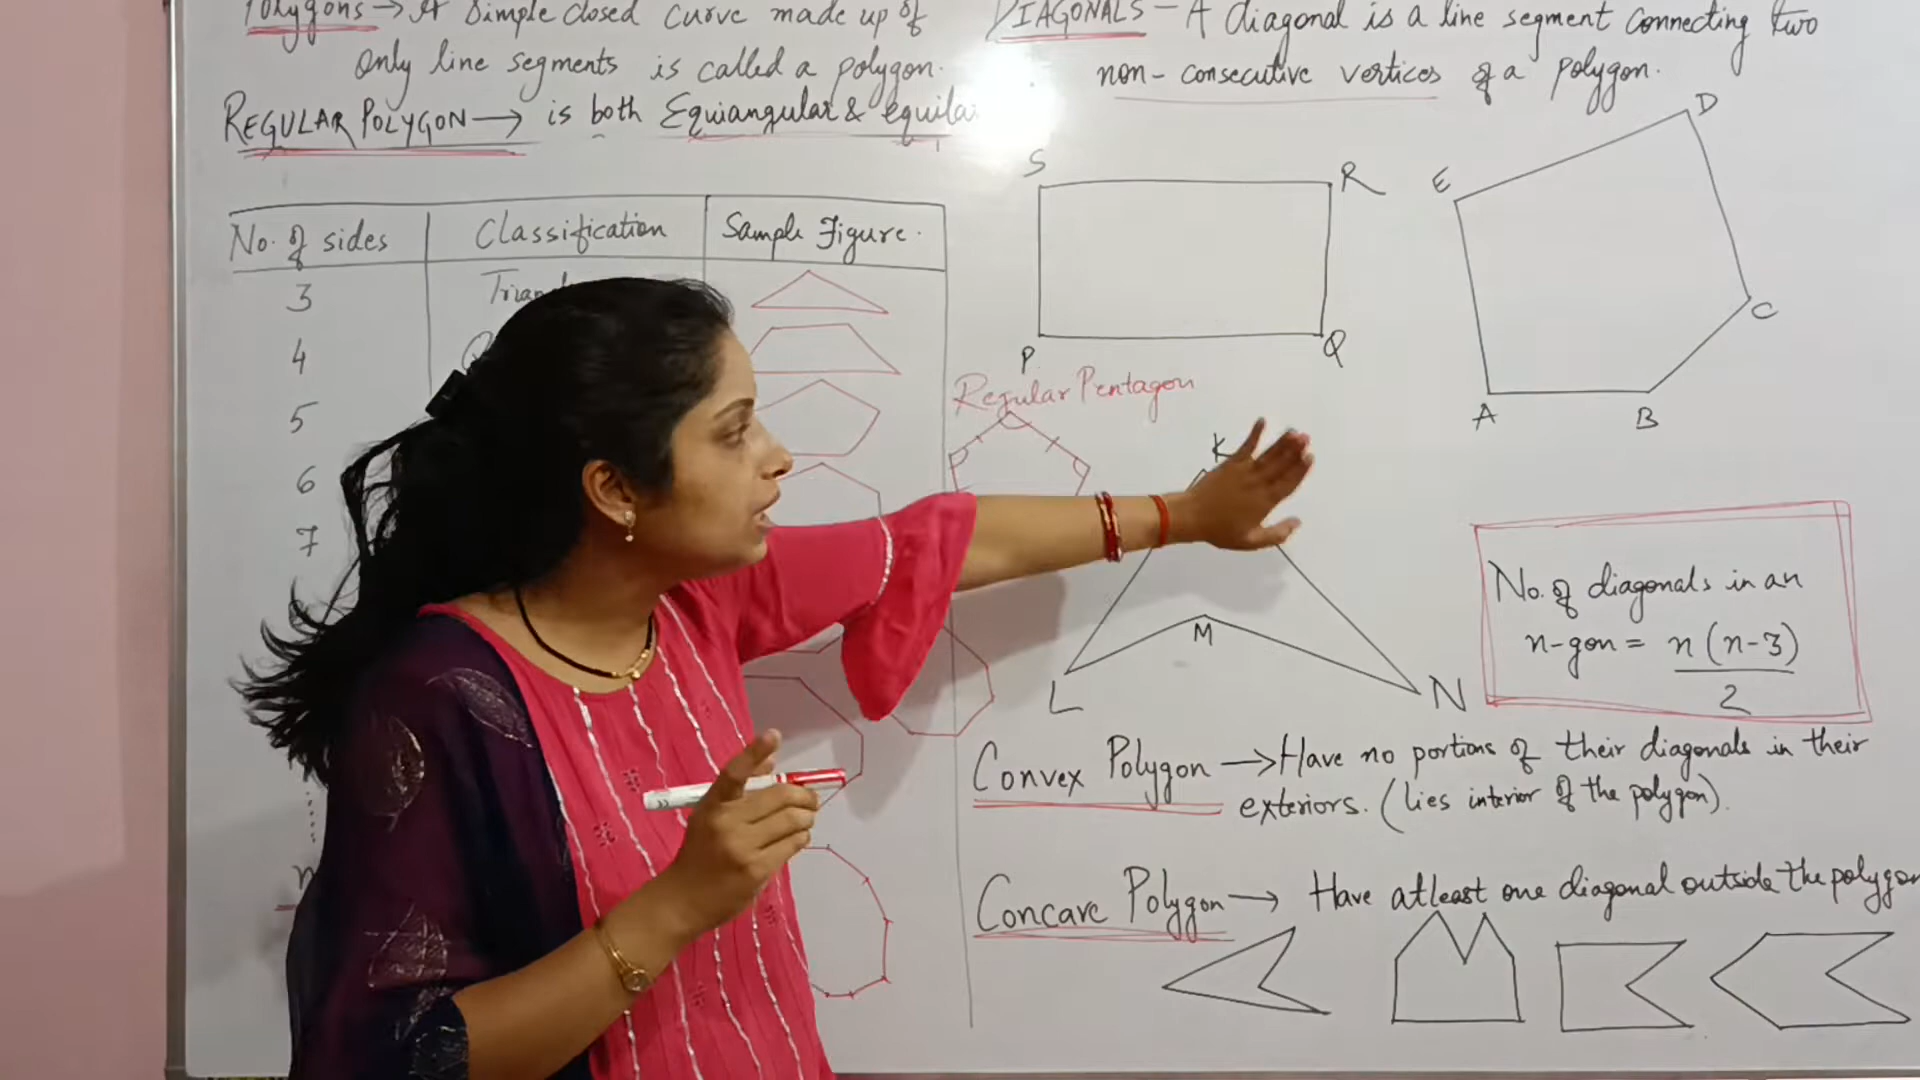 Polygons → A Simple closed curve made up of
only line segments is called a polygon.
REGULAR POLYGON → is both Equiangular & equila
No. of sides Classification Sample Figure.
3
4
5
6
7
n
DIAGONALS - A diagonal is a line segment connecting two
non-consecutive vertices of a polygon.
S R
P Q
E D
C
A B
Regular Pentagon
K
M
L N
No. of diagonals in an
n-gon = n(n-3)
2
Convex Polygon → Have no portions of their diagonals in their
exteriors. (lies interior of the polygon).
Concave Polygon → Have atleast one diagonal outside the polygon